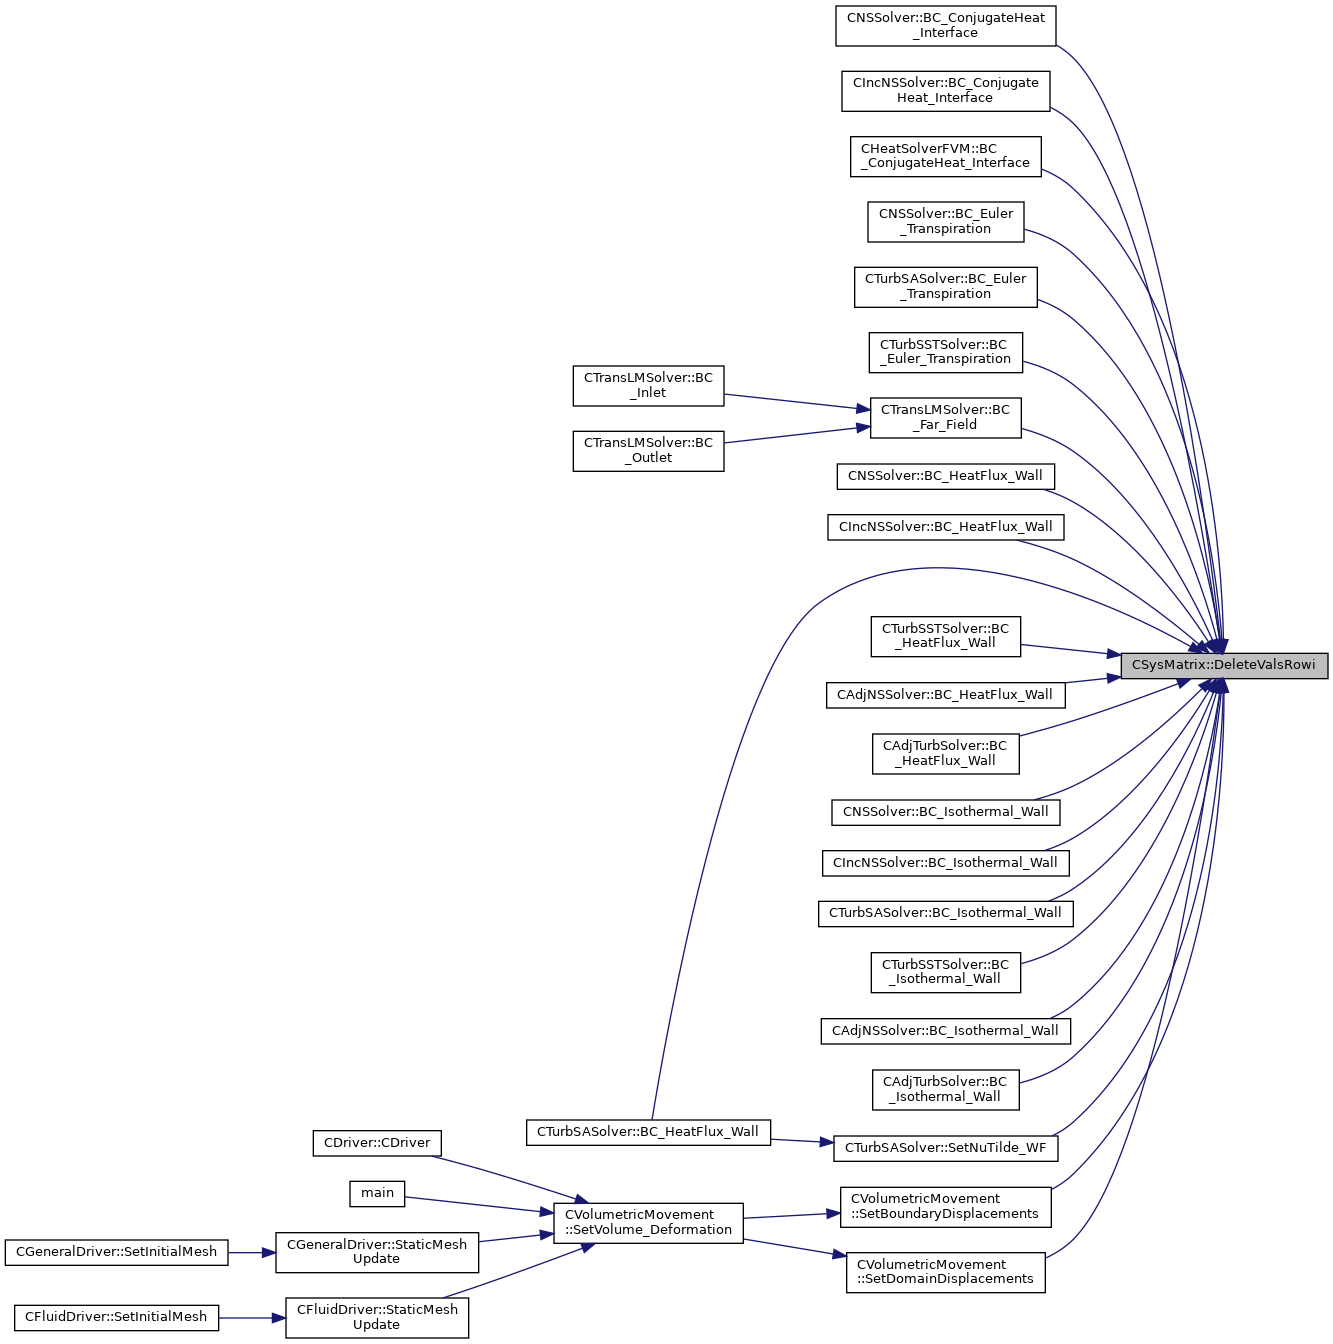 CNSSolver::BC_ConjugateHeat
_Interface
CIncNSSolver::BC_Conjugate
Heat_Interface
CHeatSolverFVM::BC
_ConjugateHeat_Interface
CNSSolver::BC_Euler
_Transpiration
CTurbSASolver::BC_Euler
_Transpiration
CTurbSSTSolver::BC
_Euler_Transpiration
CTransLMSolver::BC
_Inlet
CTransLMSolver::BC
_Far_Field
CTransLMSolver::BC
_Outlet
CNSSolver::BC_HeatFlux_Wall
CIncNSSolver::BC_HeatFlux_Wall
CTurbSSTSolver::BC
_HeatFlux_Wall
CSysMatrix::DeleteValsRowi
CAdjNSSolver::BC_HeatFlux_Wall
CAdjTurbSolver::BC
_HeatFlux_Wall
CNSSolver::BC_Isothermal_Wall
CIncNSSolver::BC_Isothermal_Wall
CTurbSASolver::BC_Isothermal_Wall
CTurbSSTSolver::BC
_Isothermal_Wall
CAdjNSSolver::BC_Isothermal_Wall
CAdjTurbSolver::BC
_Isothermal_Wall
CTurbSASolver::BC_HeatFlux_Wall
CTurbSASolver::SetNuTilde_WF
CDriver::CDriver
main
CVolumetricMovement
::SetVolume_Deformation
CVolumetricMovement
::SetBoundaryDisplacements
CGeneralDriver::SetInitialMesh
CGeneralDriver::StaticMesh
Update
CVolumetricMovement
::SetDomainDisplacements
CFluidDriver::SetInitialMesh
CFluidDriver::StaticMesh
Update